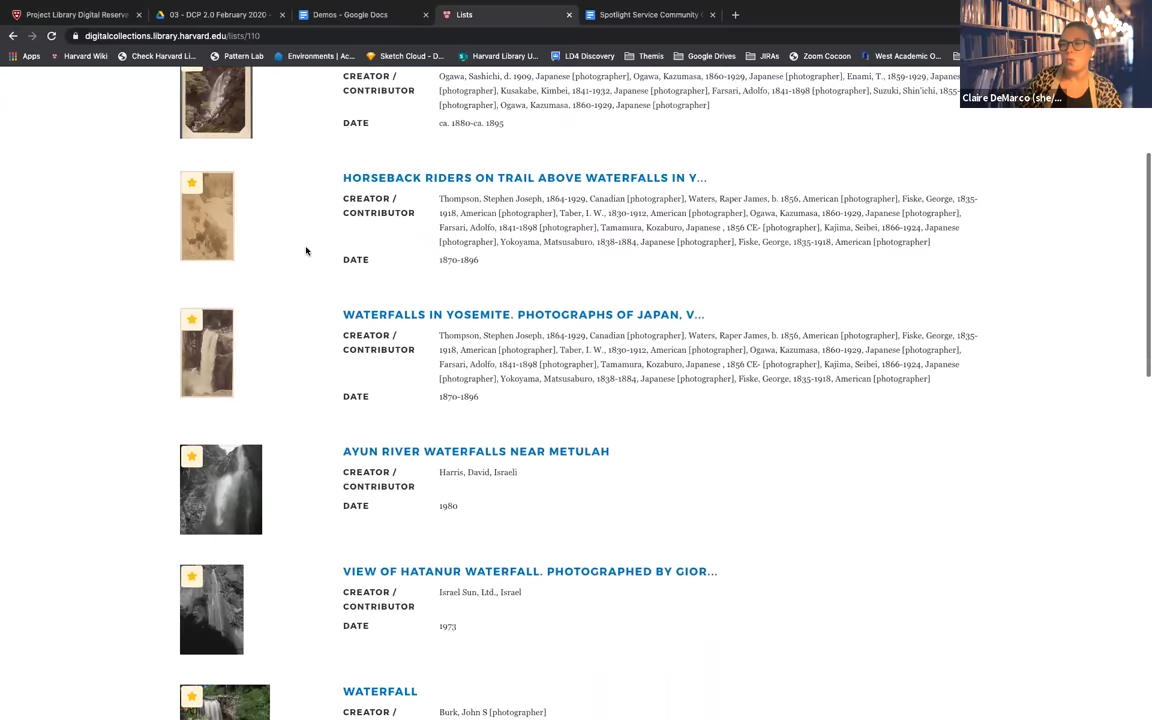 Project Library Digital Reserva
03 - DCP 2.0 February 2020 -
Demos - Google Docs
Lists
Spotlight Service Community
digitalcollections.library.harvard.edu/lists/110
Apps
Harvard Wiki
Check Harvard Li...
Pattern Lab
Environments | Ac...
Sketch Cloud - D...
Harvard Library U...
LD4 Discovery
Themis
Google Drives
JIRAs
Zoom Cocoon
West Academic O...
Claire DeMarco (she/...
CREATOR / CONTRIBUTOR
Ogawa, Sashichi, d. 1909, Japanese [photographer], Ogawa, Kazumasa, 1860-1929, Japanese [photographer], Enami, T., 1859-1929, Japanes
[photographer], Kusakabe, Kimbei, 1841-1932, Japanese [photographer], Farsari, Adolfo, 1841-1898 [photographer], Suzuki, Shin'ichi, 1855-
[photographer], Ogawa, Kazumasa, 1860-1929, Japanese [photographer]
DATE
ca. 1880-ca. 1895
HORSEBACK RIDERS ON TRAIL ABOVE WATERFALLS IN Y...
CREATOR / CONTRIBUTOR
Thompson, Stephen Joseph, 1864-1929, Canadian [photographer], Waters, Raper James, b. 1856, American [photographer], Fiske, George, 1835-
1918, American [photographer], Taber, I. W., 1830-1912, American [photographer], Ogawa, Kazumasa, 1860-1929, Japanese [photographer],
Farsari, Adolfo, 1841-1898 [photographer], Tamamura, Kozaburo, Japanese , 1856 CE- [photographer], Kajima, Seibei, 1866-1924, Japanese
[photographer], Yokoyama, Matsusaburo, 1838-1884, Japanese [photographer], Fiske, George, 1835-1918, American [photographer]
DATE
1870-1896
WATERFALLS IN YOSEMITE. PHOTOGRAPHS OF JAPAN, V...
CREATOR / CONTRIBUTOR
Thompson, Stephen Joseph, 1864-1929, Canadian [photographer], Waters, Raper James, b. 1856, American [photographer], Fiske, George, 1835-
1918, American [photographer], Taber, I. W., 1830-1912, American [photographer], Ogawa, Kazumasa, 1860-1929, Japanese [photographer],
Farsari, Adolfo, 1841-1898 [photographer], Tamamura, Kozaburo, Japanese , 1856 CE- [photographer], Kajima, Seibei, 1866-1924, Japanese
[photographer], Yokoyama, Matsusaburo, 1838-1884, Japanese [photographer], Fiske, George, 1835-1918, American [photographer]
DATE
1870-1896
AYUN RIVER WATERFALLS NEAR METULAH
CREATOR / CONTRIBUTOR
Harris, David, Israeli
DATE
1980
VIEW OF HATANUR WATERFALL. PHOTOGRAPHED BY GIOR...
CREATOR / CONTRIBUTOR
Israel Sun, Ltd., Israel
DATE
1973
WATERFALL
CREATOR /
Burk, John S [photographer]